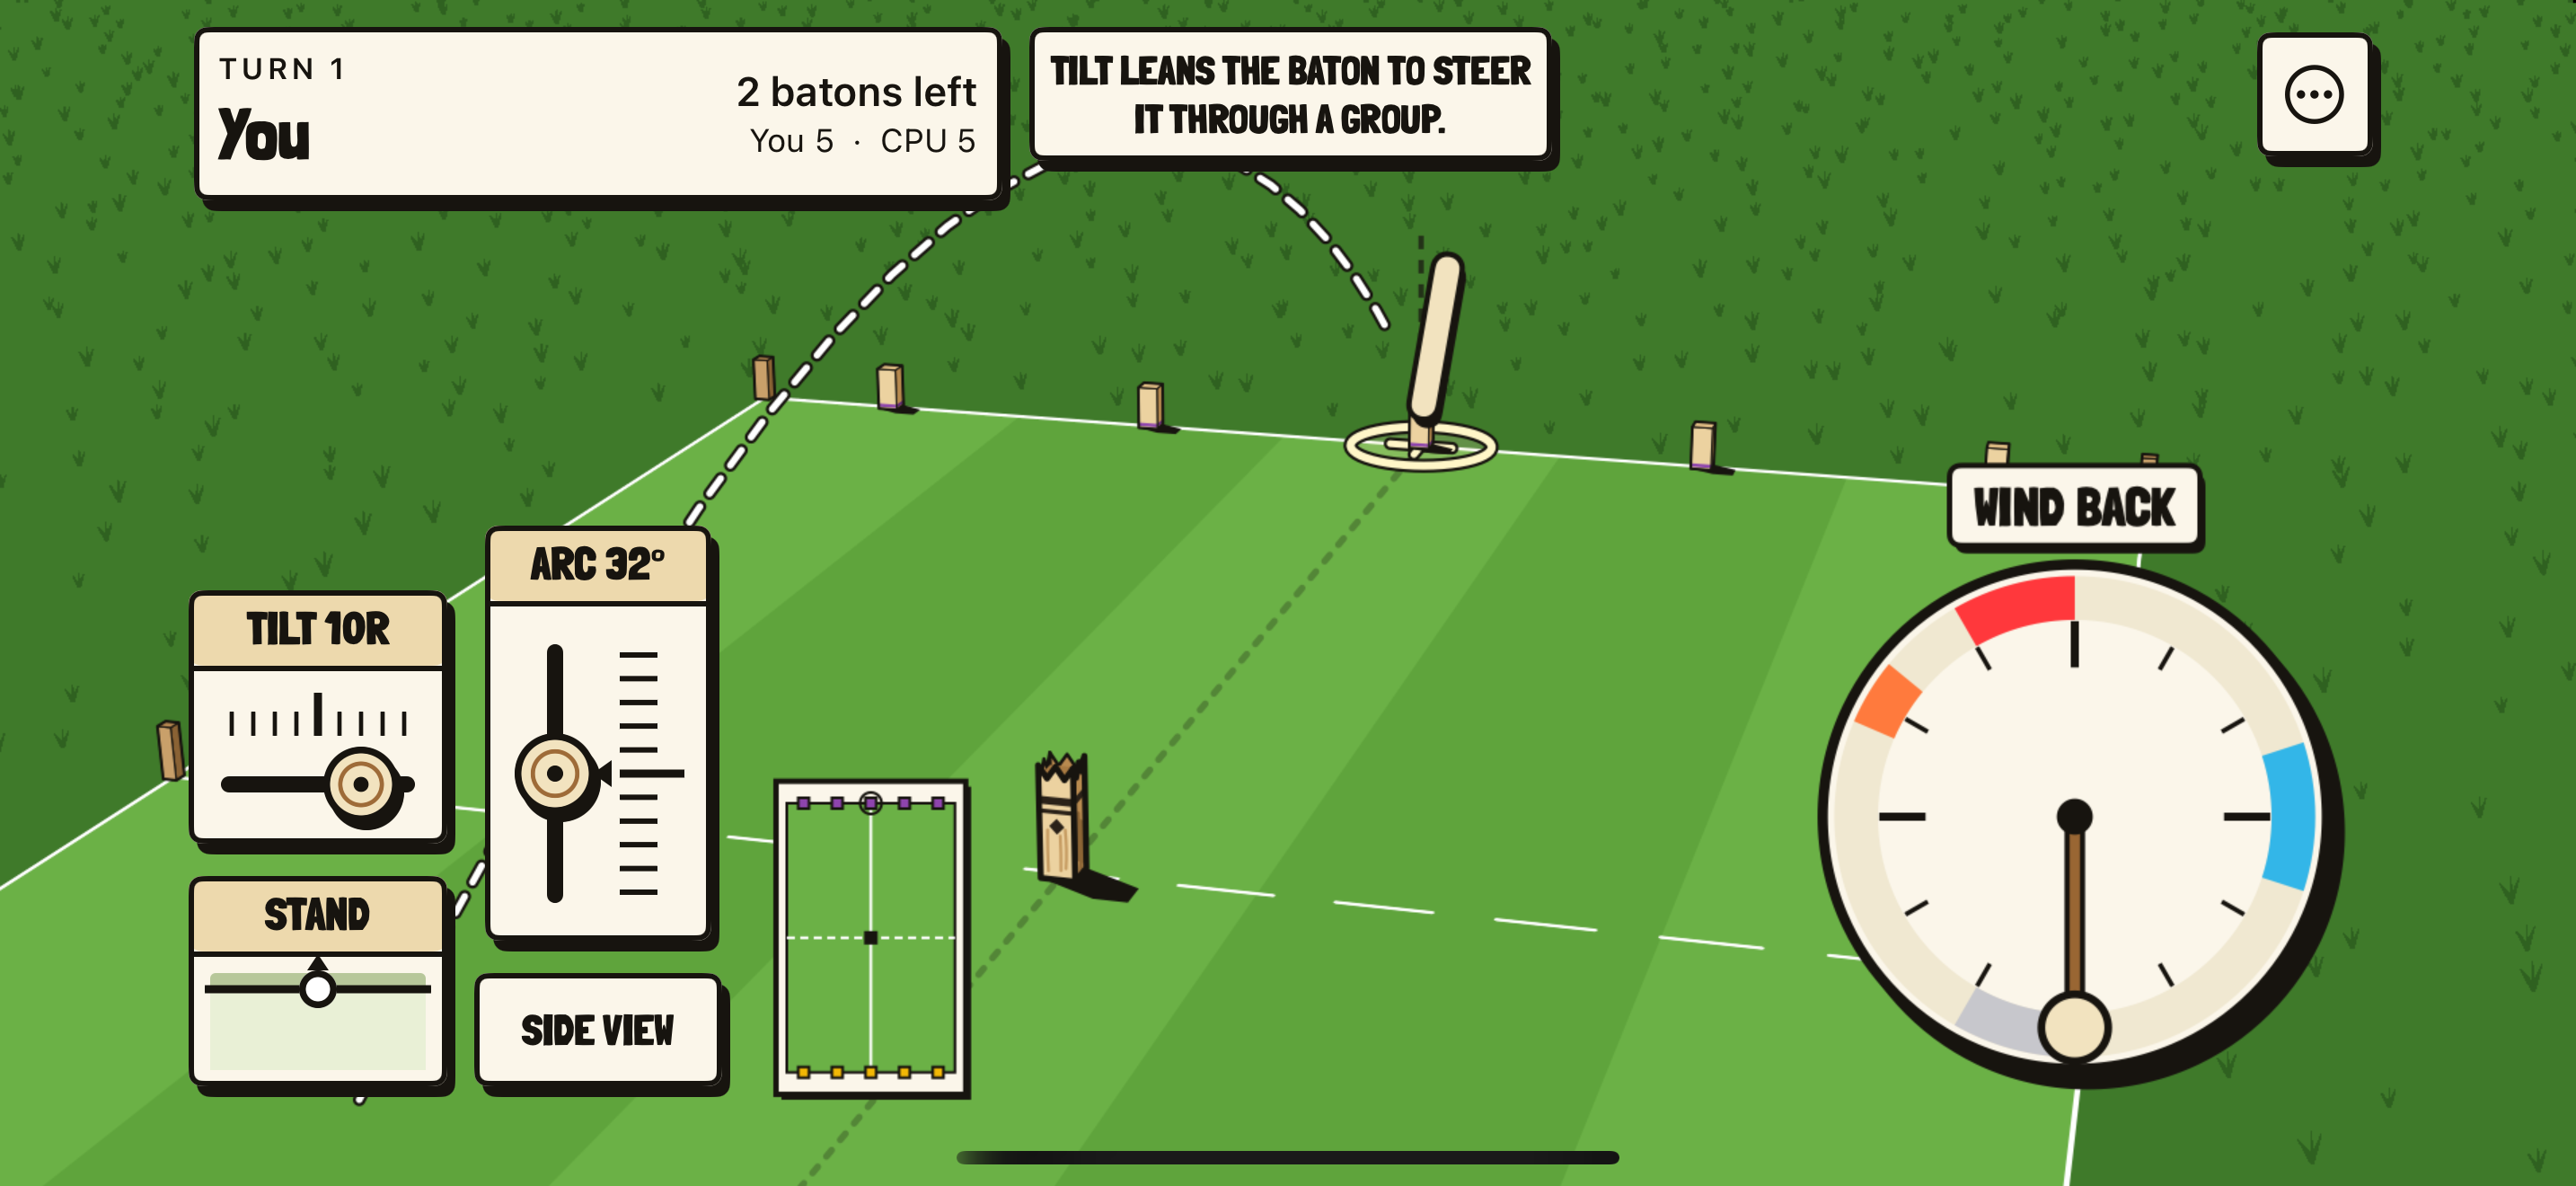 TURN 1
You
2 batons left
You 5 · CPU 5
TILT LEANS THE BATON TO STEER
IT THROUGH A GROUP.
WIND BACK
ARC 32°
TILT 10R
STAND
SIDE VIEW